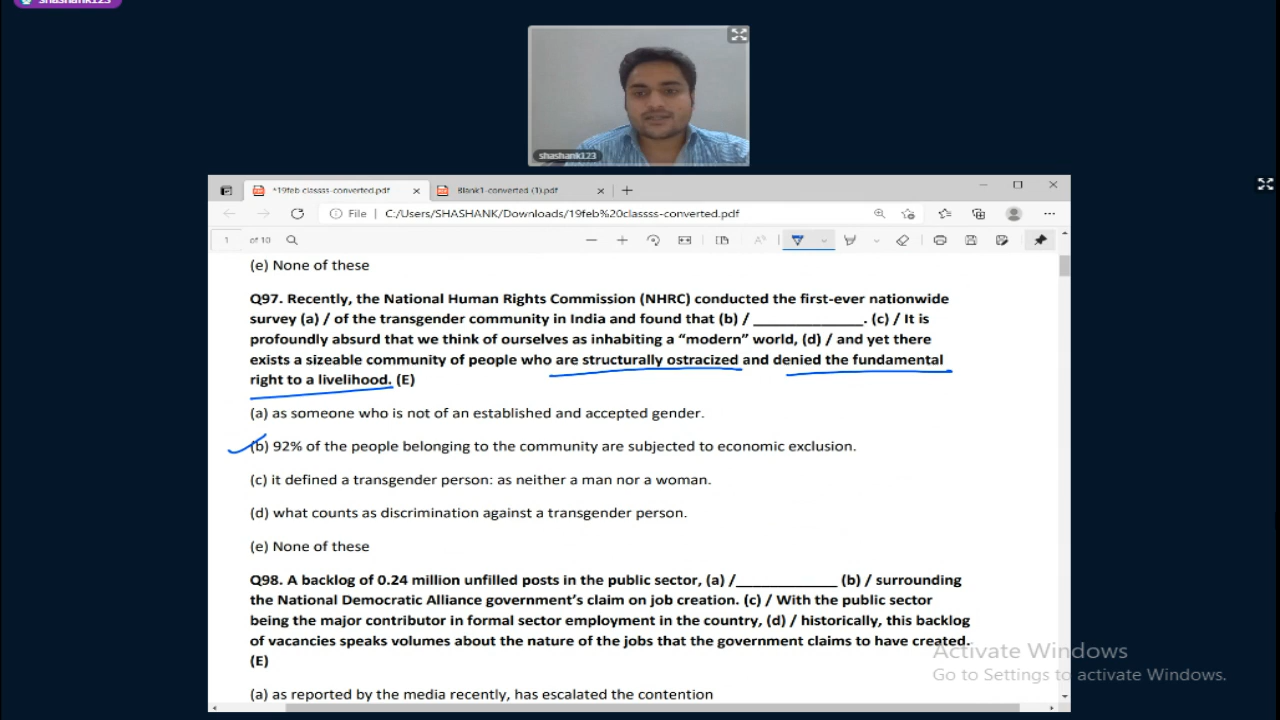 shashank123
shashank123
*19feb classss-converted.pdf
Blank1-converted (1).pdf
File
C:/Users/SHASHANK/Downloads/19feb%20classss-converted.pdf
1 of 10
(e) None of these
Q97. Recently, the National Human Rights Commission (NHRC) conducted the first-ever nationwide
survey (a) / of the transgender community in India and found that (b) / _______________. (c) / It is
profoundly absurd that we think of ourselves as inhabiting a “modern” world, (d) / and yet there
exists a sizeable community of people who are structurally ostracized and denied the fundamental
right to a livelihood. (E)
(a) as someone who is not of an established and accepted gender.
(b) 92% of the people belonging to the community are subjected to economic exclusion.
(c) it defined a transgender person: as neither a man nor a woman.
(d) what counts as discrimination against a transgender person.
(e) None of these
Q98. A backlog of 0.24 million unfilled posts in the public sector, (a) /______________ (b) / surrounding
the National Democratic Alliance government’s claim on job creation. (c) / With the public sector
being the major contributor in formal sector employment in the country, (d) / historically, this backlog
of vacancies speaks volumes about the nature of the jobs that the government claims to have created.
(E)
(a) as reported by the media recently, has escalated the contention
Activate Windows
Go to Settings to activate Windows.